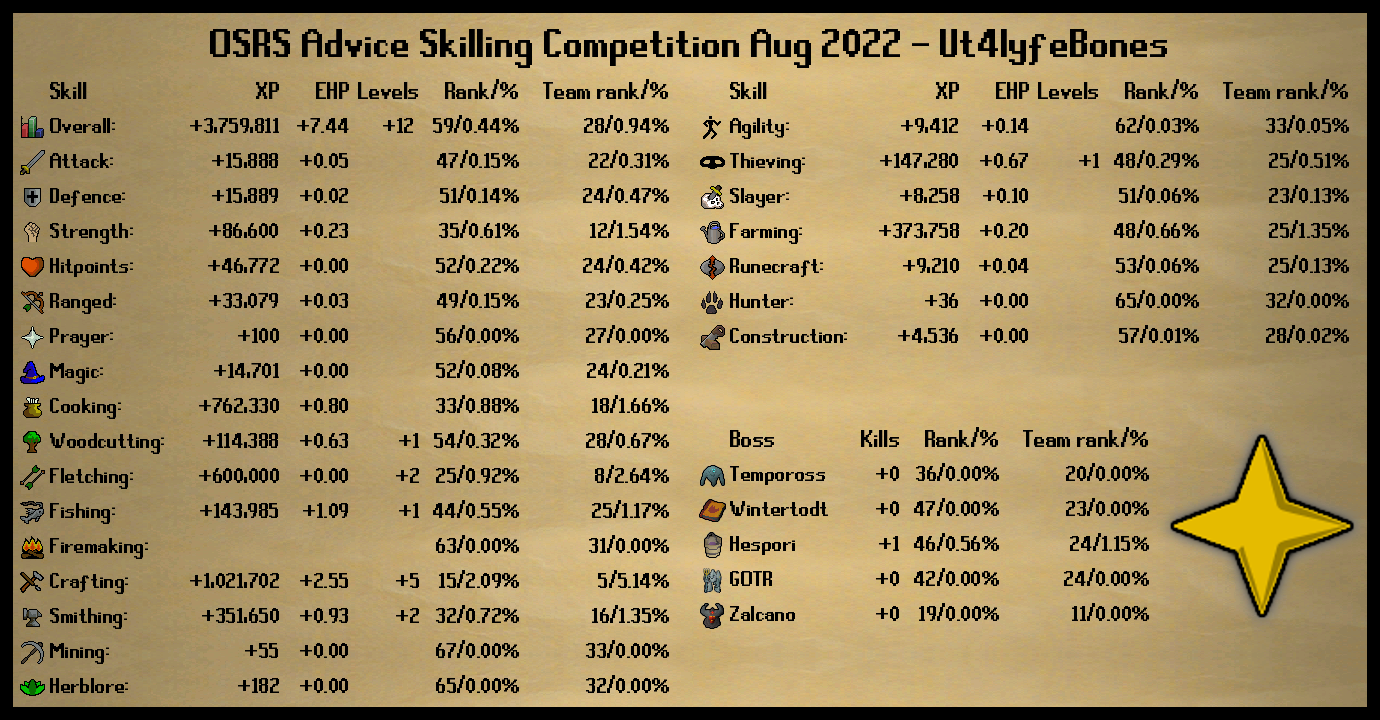 OSRS Advice Skilling Competition Aug 2022 - Ut4lyfeBones
Skill XP EHP Levels Rank/% Team rank/%
Overall: +3,759,811 +7.44 +12 59/0.44% 28/0.94%
Attack: +15,888 +0.05 47/0.15% 22/0.31%
Defence: +15,889 +0.02 51/0.14% 24/0.47%
Strength: +86,600 +0.23 35/0.61% 12/1.54%
Hitpoints: +46,772 +0.00 52/0.22% 24/0.42%
Ranged: +33,079 +0.03 49/0.15% 23/0.25%
Prayer: +100 +0.00 56/0.00% 27/0.00%
Magic: +14,701 +0.00 52/0.08% 24/0.21%
Cooking: +762,330 +0.80 33/0.88% 18/1.66%
Woodcutting: +114,388 +0.63 +1 54/0.32% 28/0.67%
Fletching: +600,000 +0.00 +2 25/0.92% 8/2.64%
Fishing: +143,985 +1.09 +1 44/0.55% 25/1.17%
Firemaking: 63/0.00% 31/0.00%
Crafting: +1,021,702 +2.55 +5 15/2.09% 5/5.14%
Smithing: +351,650 +0.93 +2 32/0.72% 16/1.35%
Mining: +55 +0.00 67/0.00% 33/0.00%
Herblore: +182 +0.00 65/0.00% 32/0.00%
Skill XP EHP Levels Rank/% Team rank/%
Agility: +9,412 +0.14 62/0.03% 33/0.05%
Thieving: +147,280 +0.67 +1 48/0.29% 25/0.51%
Slayer: +8,258 +0.10 51/0.06% 23/0.13%
Farming: +373,758 +0.20 48/0.66% 25/1.35%
Runecraft: +9,210 +0.04 53/0.06% 25/0.13%
Hunter: +36 +0.00 65/0.00% 32/0.00%
Construction: +4,536 +0.00 57/0.01% 28/0.02%
Boss Kills Rank/% Team rank/%
Tempoross +0 36/0.00% 20/0.00%
Wintertodt +0 47/0.00% 23/0.00%
Hespori +1 46/0.56% 24/1.15%
GOTR +0 42/0.00% 24/0.00%
Zalcano +0 19/0.00% 11/0.00%